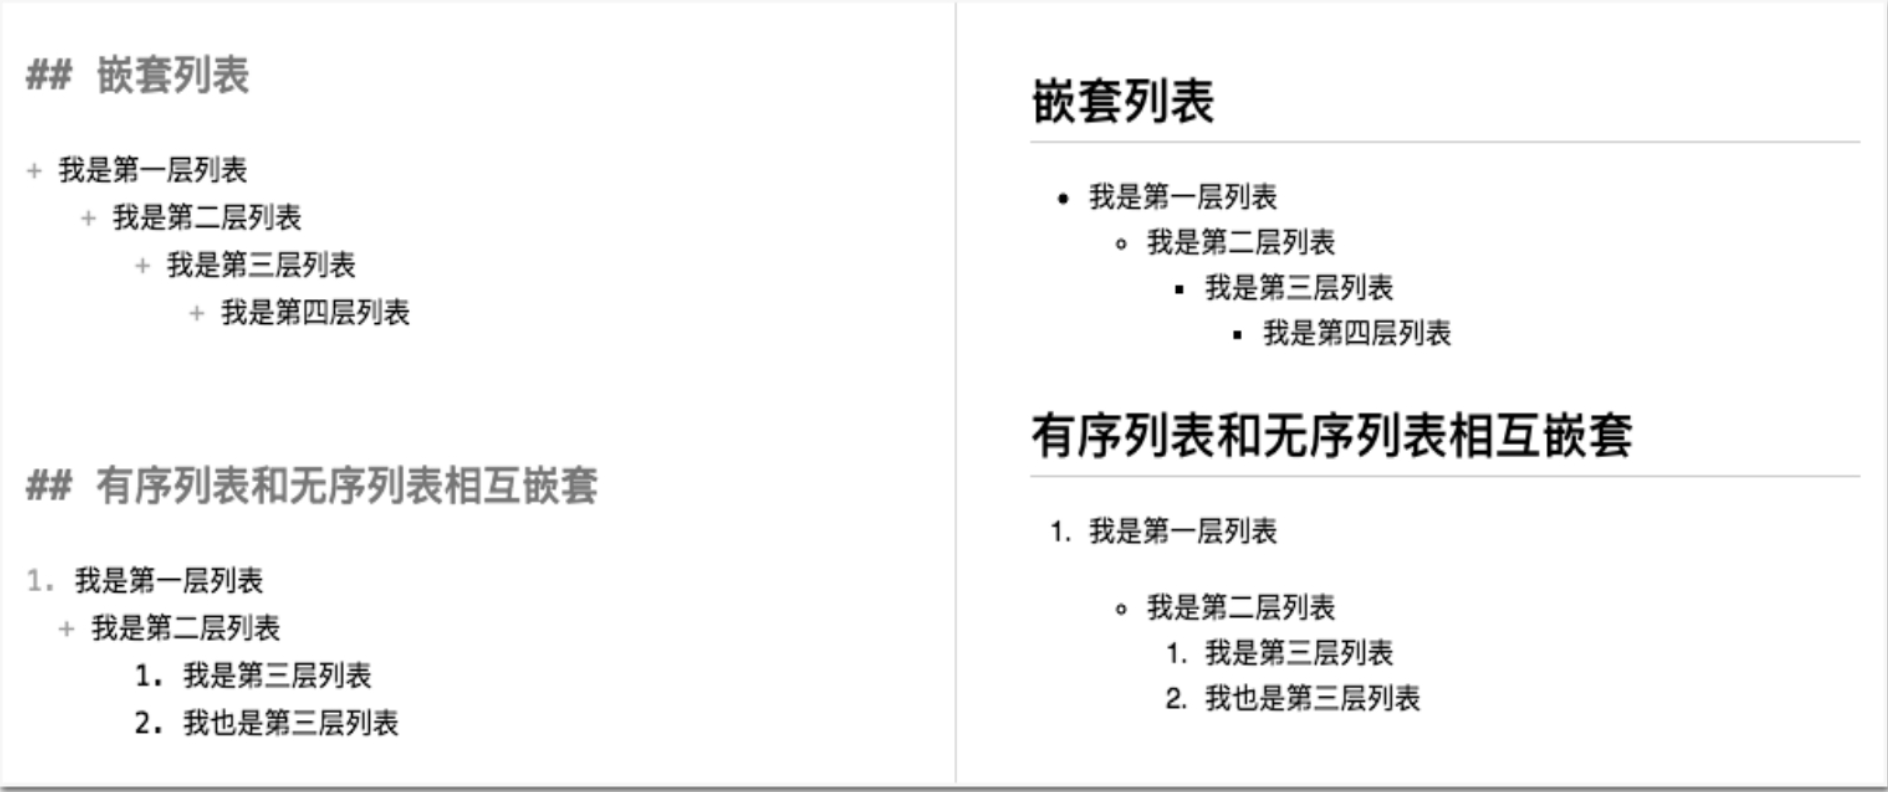 ## 嵌套列表
+ 我是第一层列表
+ 我是第二层列表
+ 我是第三层列表
+ 我是第四层列表
## 有序列表和无序列表相互嵌套
1. 我是第一层列表
+ 我是第二层列表
1. 我是第三层列表
2. 我也是第三层列表
嵌套列表
• 我是第一层列表
◦ 我是第二层列表
▪ 我是第三层列表
▪ 我是第四层列表
有序列表和无序列表相互嵌套
1. 我是第一层列表
◦ 我是第二层列表
1. 我是第三层列表
2. 我也是第三层列表